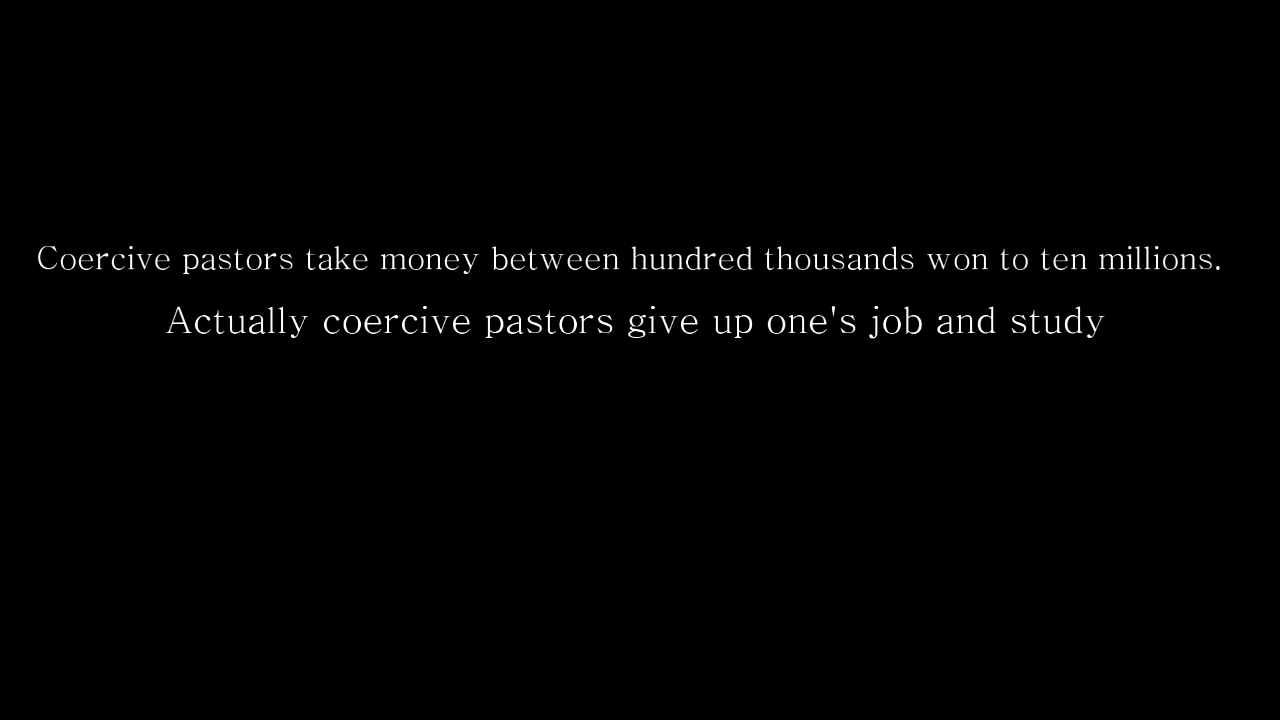 Coercive pastors take money between hundred thousands won to ten millions.
Actually coercive pastors give up one's job and study